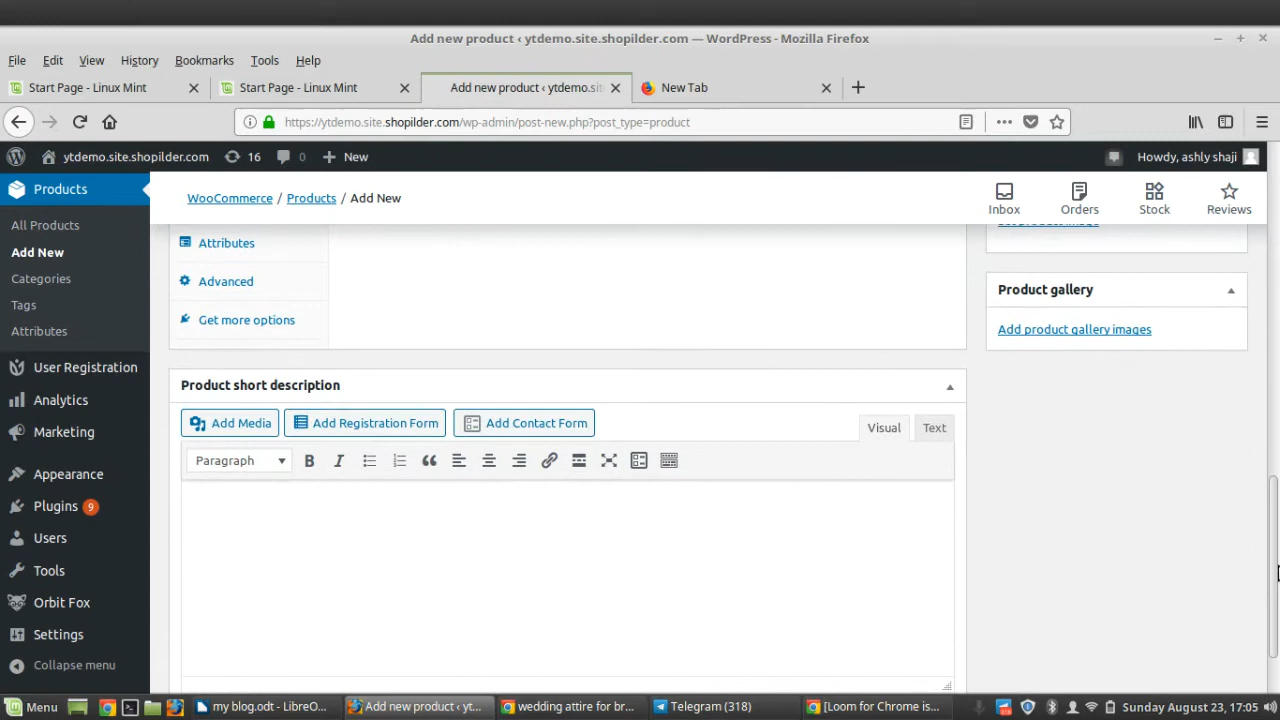 Add new product ‹ ytdemo.site.shopilder.com — WordPress - Mozilla Firefox
File Edit View History Bookmarks Tools Help
Start Page - Linux Mint
Start Page - Linux Mint
Add new product ‹ ytdemo.sit
New Tab
https://ytdemo.site.shopilder.com/wp-admin/post-new.php?post_type=product
ytdemo.site.shopilder.com 16 0 New Howdy, ashly shaji
Products
All Products
Add New
Categories
Tags
Attributes
User Registration
Analytics
Marketing
Appearance
Plugins 9
Users
Tools
Orbit Fox
Settings
Collapse menu
WooCommerce / Products / Add New
Inbox Orders Stock Reviews
Attributes
Advanced
Get more options
Product gallery
Add product gallery images
Product short description
Add Media Add Registration Form Add Contact Form
Visual Text
Paragraph
Menu my blog.odt - LibreO... Add new product ‹ yt... wedding attire for br... Telegram (318) [Loom for Chrome is... Sunday August 23, 17:05